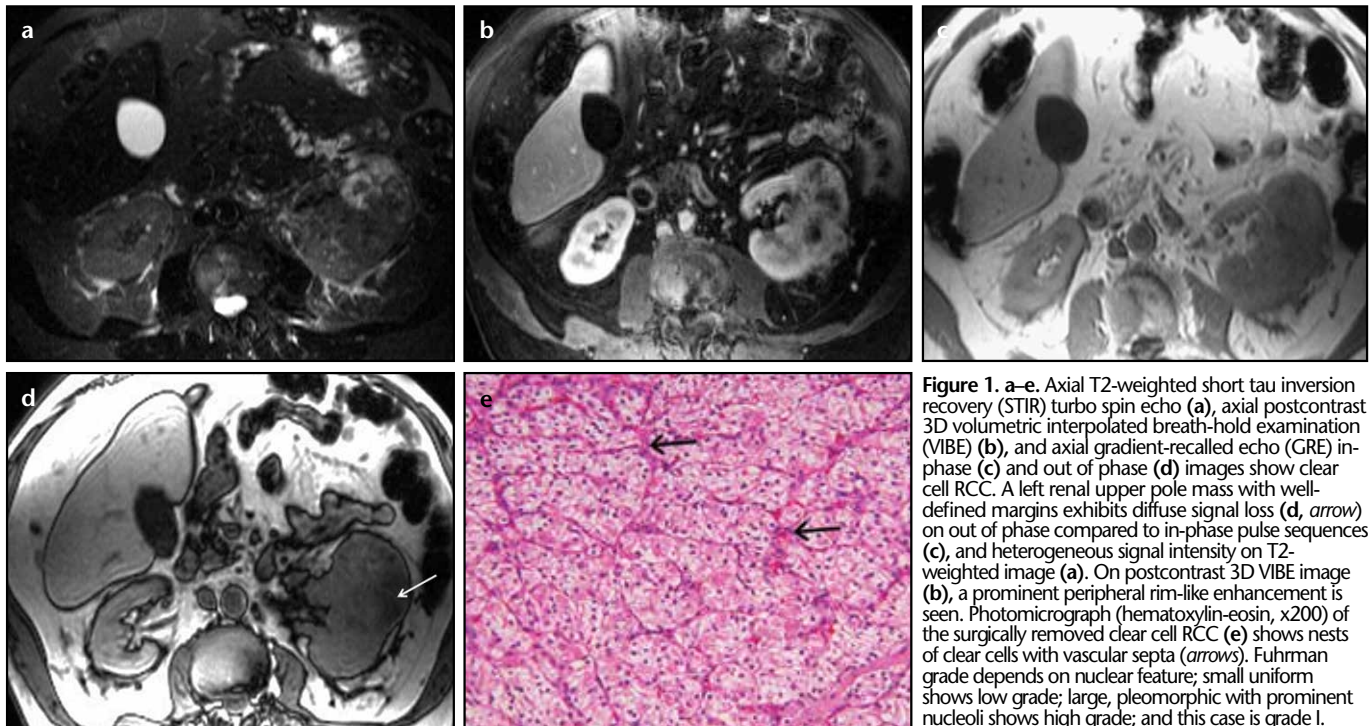 a
b
c
d
e
Figure 1. a–e. Axial T2-weighted short tau inversion
recovery (STIR) turbo spin echo (a), axial postcontrast
3D volumetric interpolated breath-hold examination
(VIBE) (b), and axial gradient-recalled echo (GRE) in-
phase (c) and out of phase (d) images show clear
cell RCC. A left renal upper pole mass with well-
defined margins exhibits diffuse signal loss (d, arrow)
on out of phase compared to in-phase pulse sequences
(c), and heterogeneous signal intensity on T2-
weighted image (a). On postcontrast 3D VIBE image
(b), a prominent peripheral rim-like enhancement is
seen. Photomicrograph (hematoxylin-eosin, x200) of
the surgically removed clear cell RCC (e) shows nests
of clear cells with vascular septa (arrows). Fuhrman
grade depends on nuclear feature; small uniform
shows low grade; large, pleomorphic with prominent
nucleoli shows high grade; and this case is grade I.